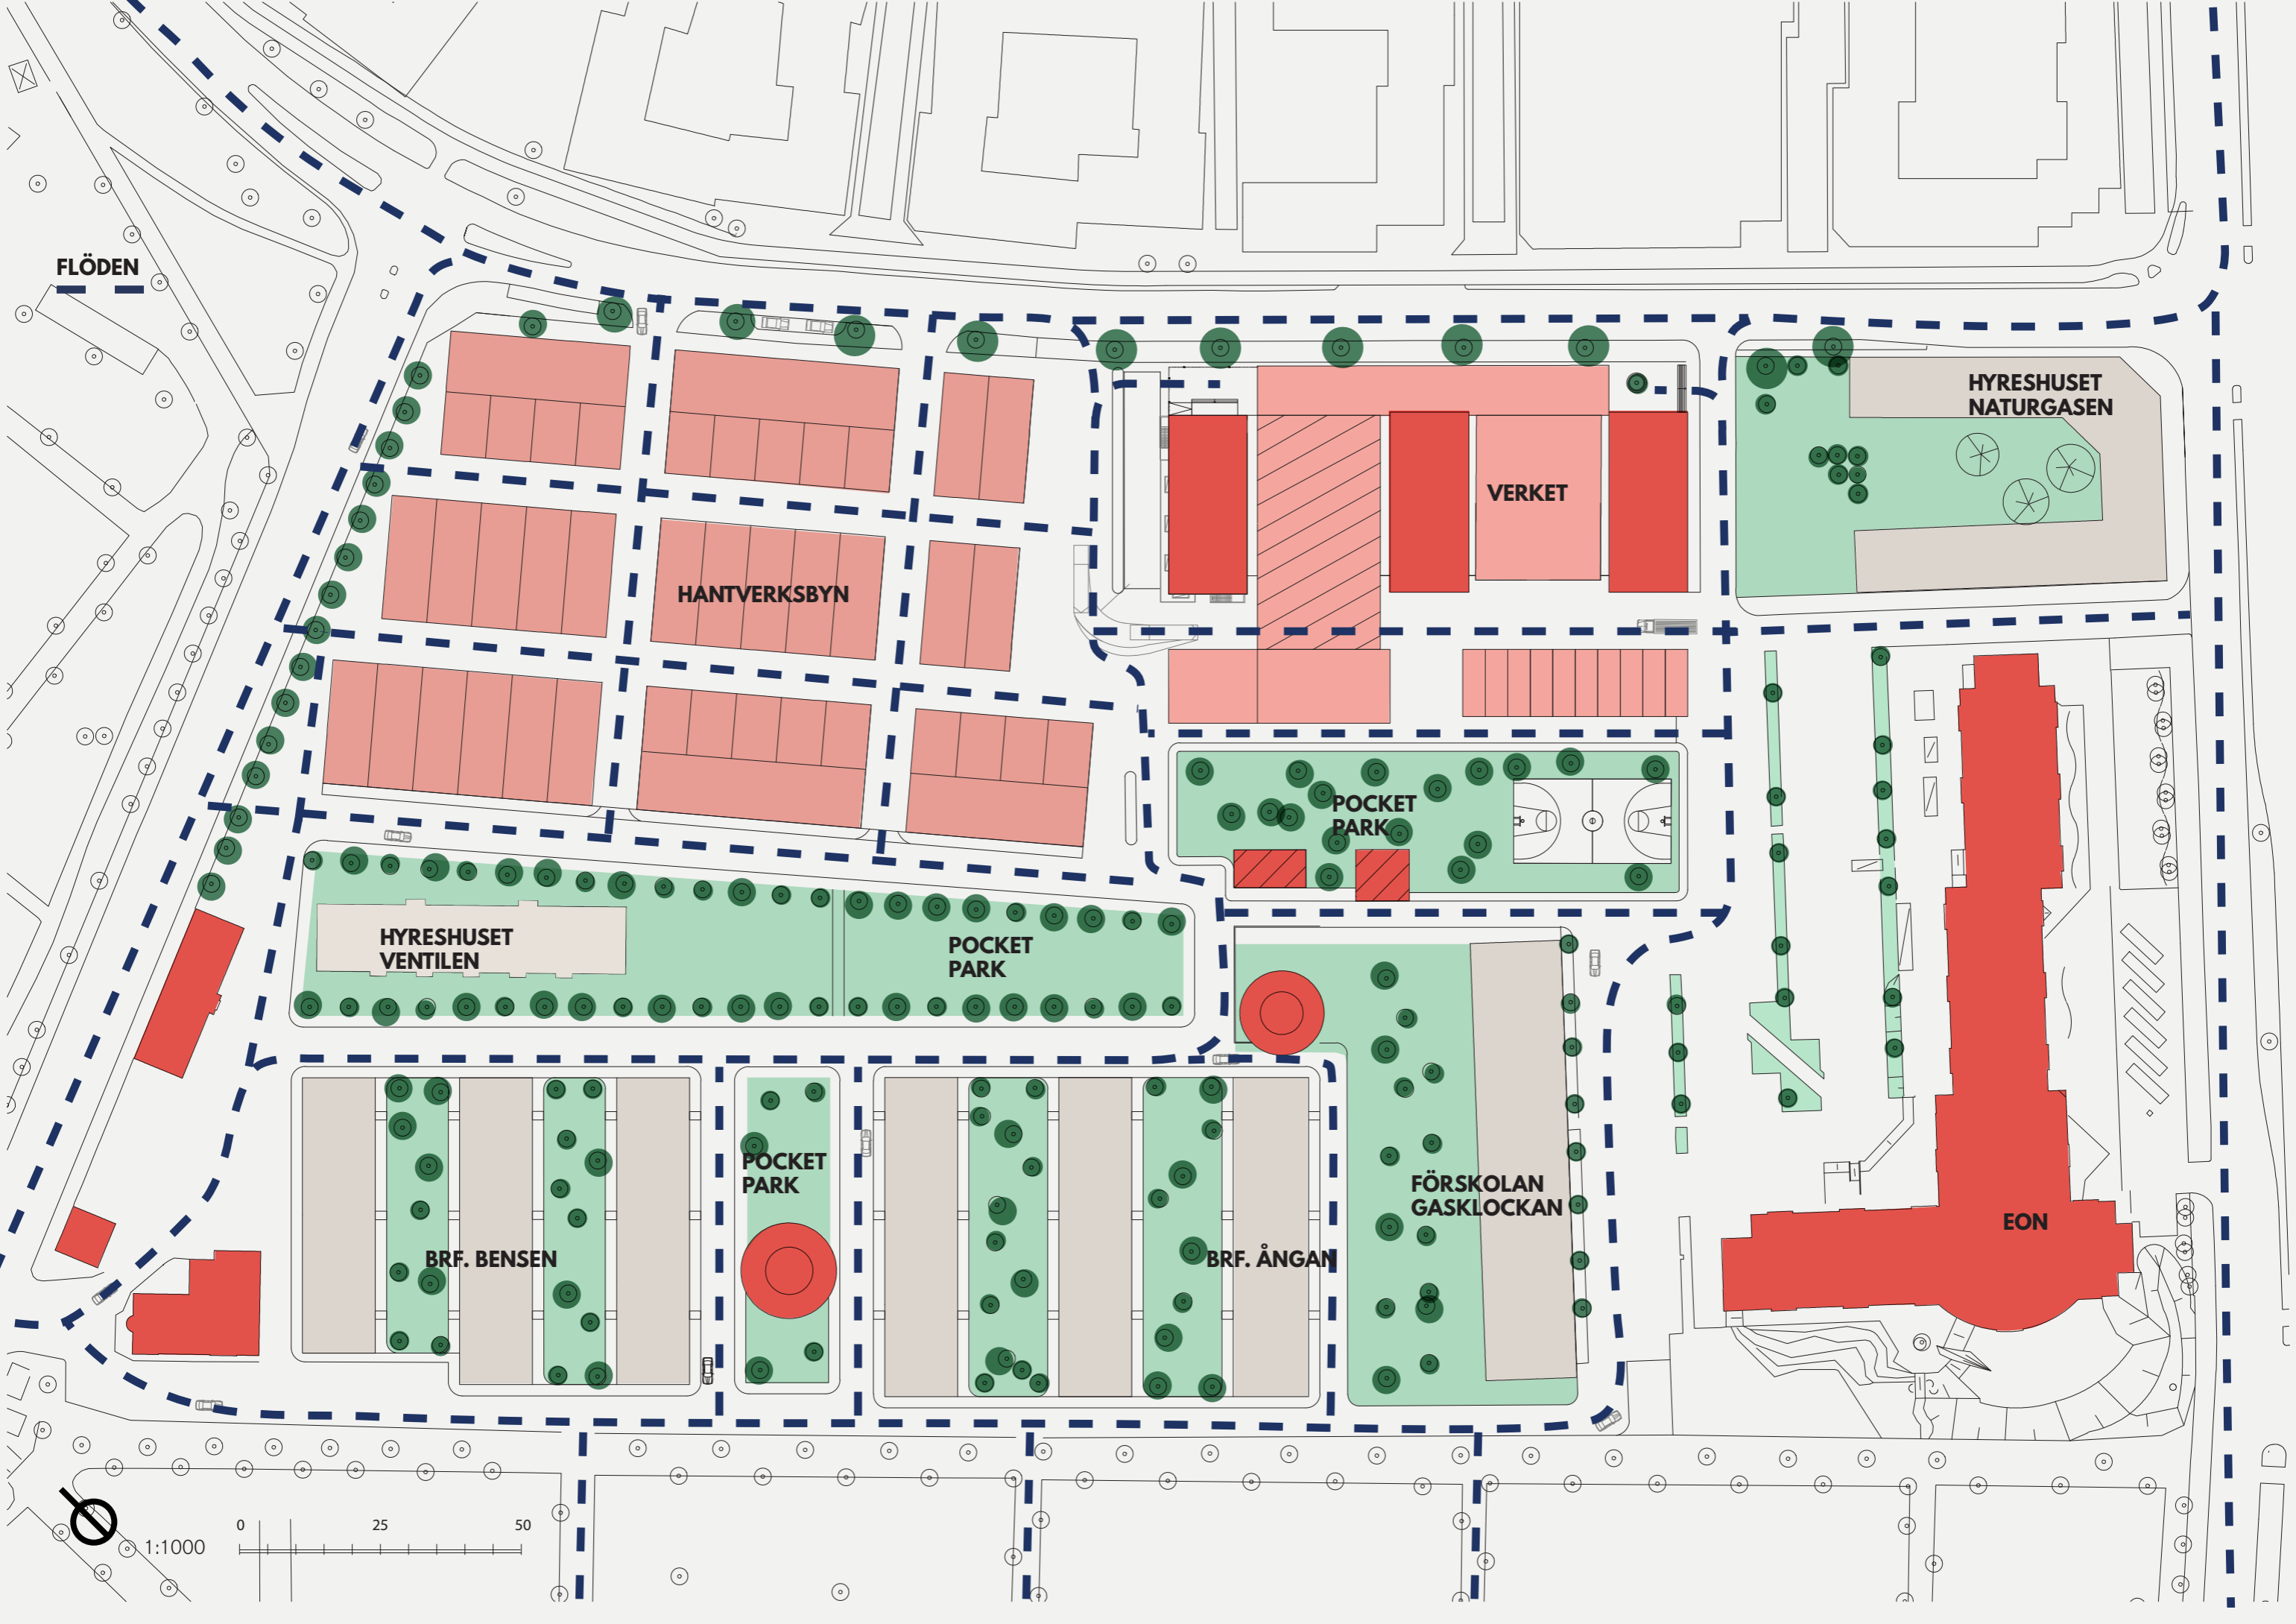 FLÖDEN
HYRESHUSET
NATURGASEN
VERKET
HANTVERKSBYN
POCKET
PARK
HYRESHUSET
VENTILEN
POCKET
PARK
POCKET
PARK
FÖRSKOLAN
GASKLOCKAN
EON
BRF. BENSEN
BRF. ÅNGAN
0 25 50
1:1000